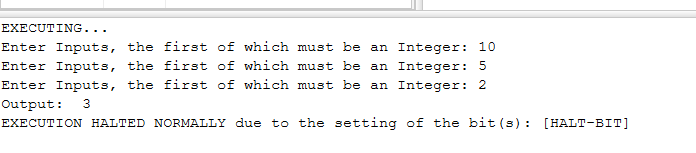 EXECUTING...
Enter Inputs, the first of which must be an Integer: 10
Enter Inputs, the first of which must be an Integer: 5
Enter Inputs, the first of which must be an Integer: 2
Output:  3
EXECUTION HALTED NORMALLY due to the setting of the bit(s): [HALT-BIT]